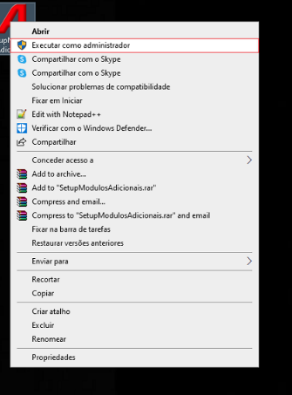 Abrir
Executar como administrador
Compartilhar com o Skype
Compartilhar com o Skype
Solucionar problemas de compatibilidade
Fixar em Iniciar
Edit with Notepad++
Verificar com o Windows Defender...
Compartilhar
Conceder acesso a
Add to archive...
Add to "SetupModulosAdicionais.rar"
Compress and email...
Compress to "SetupModulosAdicionais.rar" and email
Fixar na barra de tarefas
Restaurar versões anteriores
Enviar para
Recortar
Copiar
Criar atalho
Excluir
Renomear
Propriedades